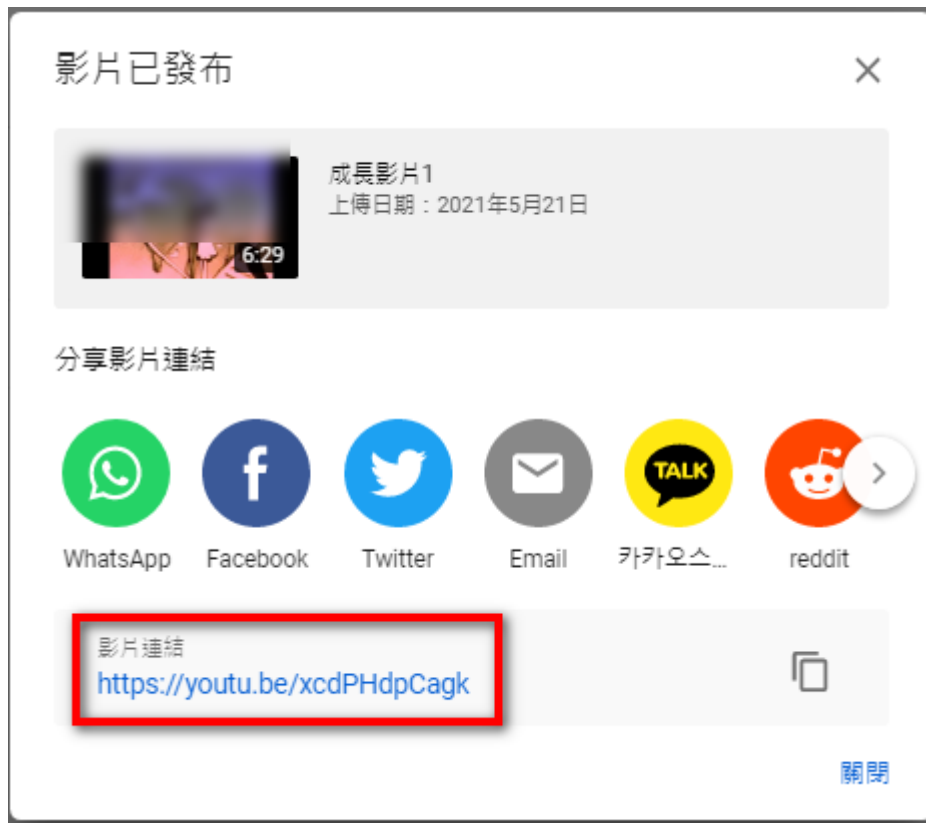 影片已發布
成長影片1
上傳日期：2021年5月21日
6:29
分享影片連結
TALK
WhatsApp
Facebook
Twitter
Email
카카오스...
reddit
影片連結
https://youtu.be/xcdPHdpCagk
關閉